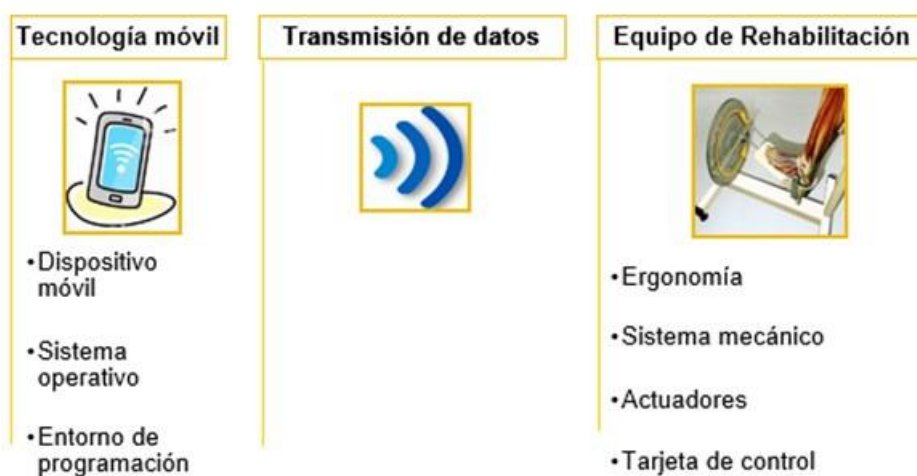 Tecnología móvil
Transmisión de datos
Equipo de Rehabilitación
•Dispositivo
móvil
•Sistema
operativo
•Entorno de
programación
•Ergonomía
•Sistema mecánico
•Actuadores
•Tarjeta de control